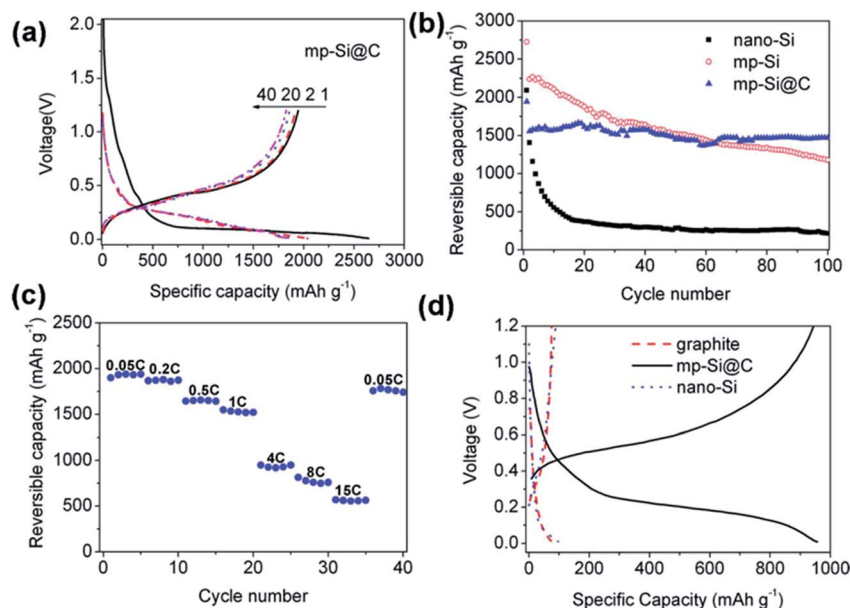 (a)
mp-Si@C
40 20 2 1
2.0
1.5
1.0
0.5
0.0
Voltage(V)
0 500 1000 1500 2000 2500 3000
Specific capacity (mAh g⁻¹)
(b)
nano-Si
mp-Si
mp-Si@C
3000
2500
2000
1500
1000
500
0
Reversible capacity (mAh g⁻¹)
0 20 40 60 80 100
Cycle number
(c)
2500
2000
1500
1000
500
0
Reversible capacity (mAh g⁻¹)
0.05C
0.2C
0.5C
1C
4C
8C
15C
0.05C
0 10 20 30 40
Cycle number
(d)
graphite
mp-Si@C
nano-Si
1.2
1.0
0.8
0.6
0.4
0.2
0.0
Voltage (V)
0 200 400 600 800 1000
Specific Capacity(mAh g⁻¹)